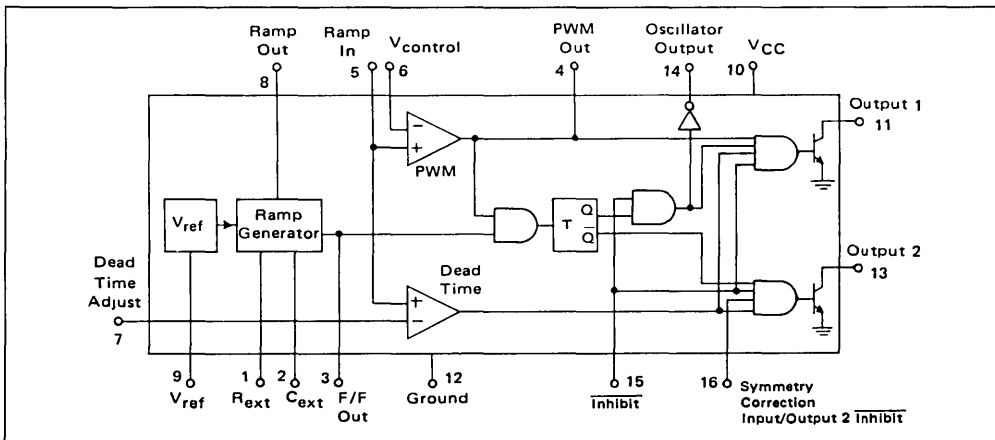 Ramp
Out
8
Ramp
In
5
Vcontrol
6
PWM
Out
4
Oscillator
Output
14
VCC
10
Output 1
11
−
+
PWM
Vref
Ramp
Generator
T
Q
Q̅
Output 2
13
Dead
Time
Adjust
7
Dead
Time
+
−
9
Vref
1
Rext
2
Cext
3
F/F
Out
12
Ground
15
Inhibit
16
Symmetry
Correction
Input/Output 2 Inhibit